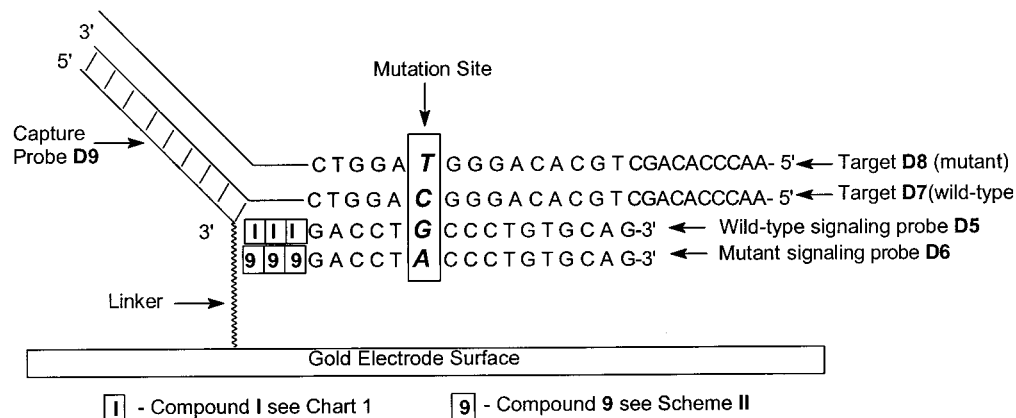 3'
5'
Mutation Site
Capture
Probe D9
CTGGA T GGGACACGTCGACACCCAA- 5' Target D8 (mutant)
CTGGA C GGGACACGTCGACACCCAA- 5' Target D7(wild-type
3' I I I GACCT G CCCTGTGCAG-3' Wild-type signaling probe D5
9 9 9 GACCT A CCCTGTGCAG-3' Mutant signaling probe D6
Linker
Gold Electrode Surface
I - Compound I see Chart 1 9 - Compound 9 see Scheme II